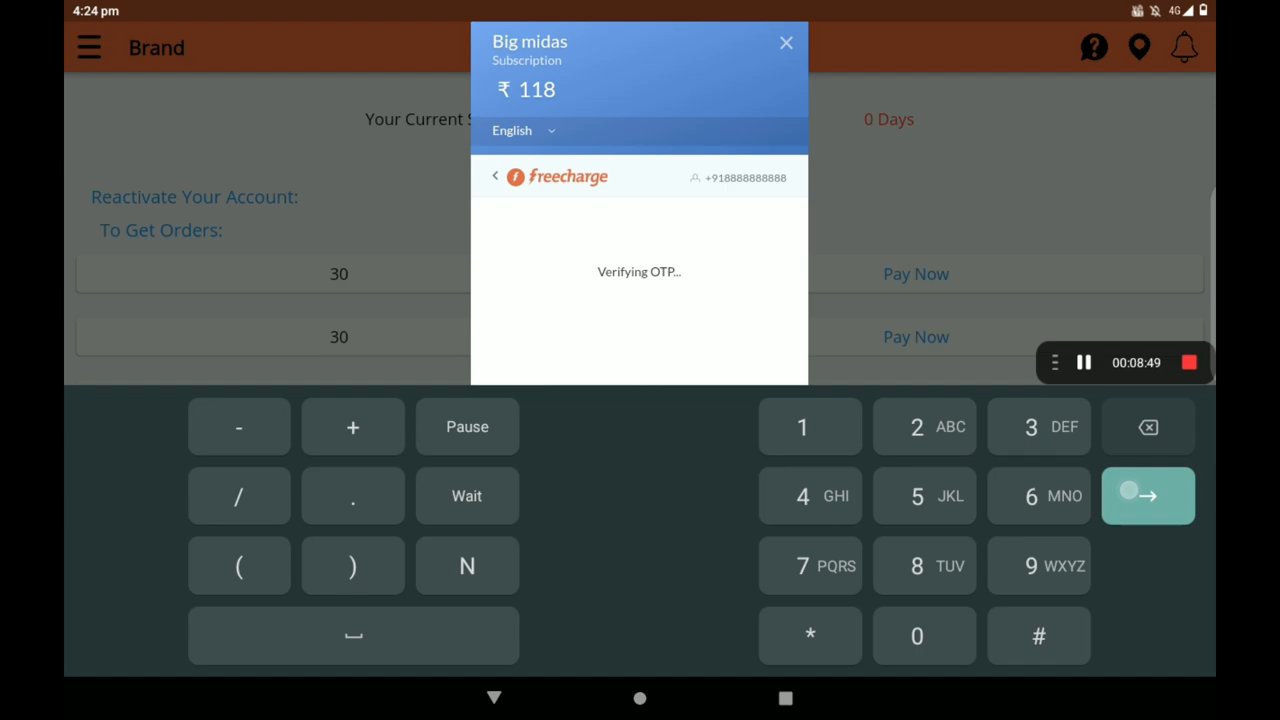 4:24 pm
4G
Brand
Big midas
Subscription
₹ 118
English
freecharge
+918888888888
Verifying OTP...
Your Current S
0 Days
Reactivate Your Account:
To Get Orders:
30
Pay Now
30
Pay Now
00:08:49
- + Pause 1 2 ABC 3 DEF
/ . Wait 4 GHI 5 JKL 6 MNO →
( ) N 7 PQRS 8 TUV 9 WXYZ
* 0 #